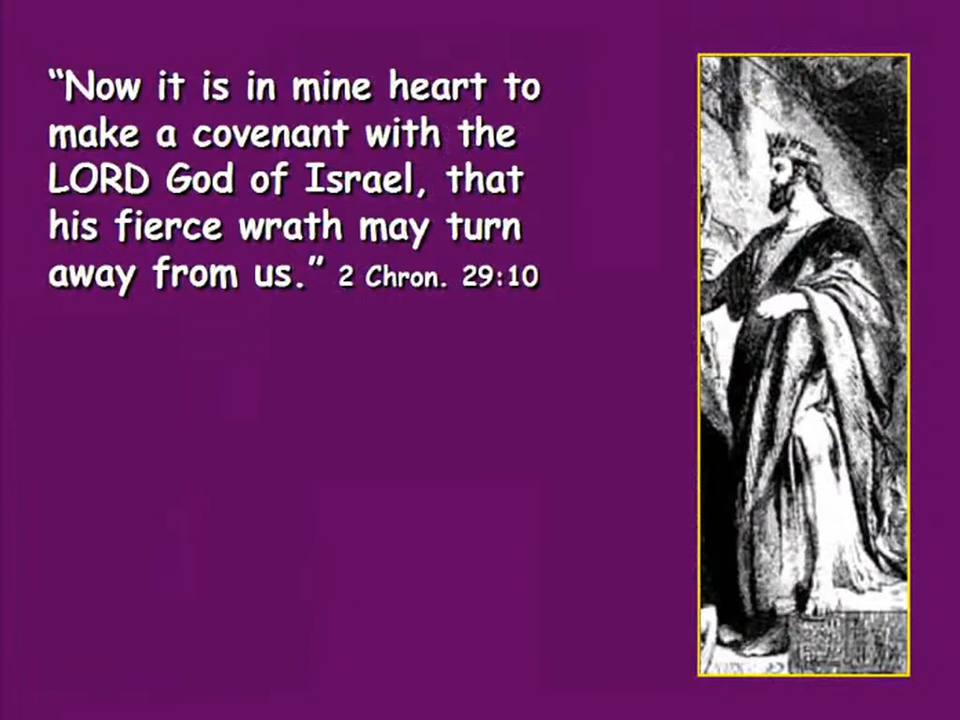 “Now it is in mine heart to
make a covenant with the
LORD God of Israel, that
his fierce wrath may turn
away from us.” 2 Chron. 29:10